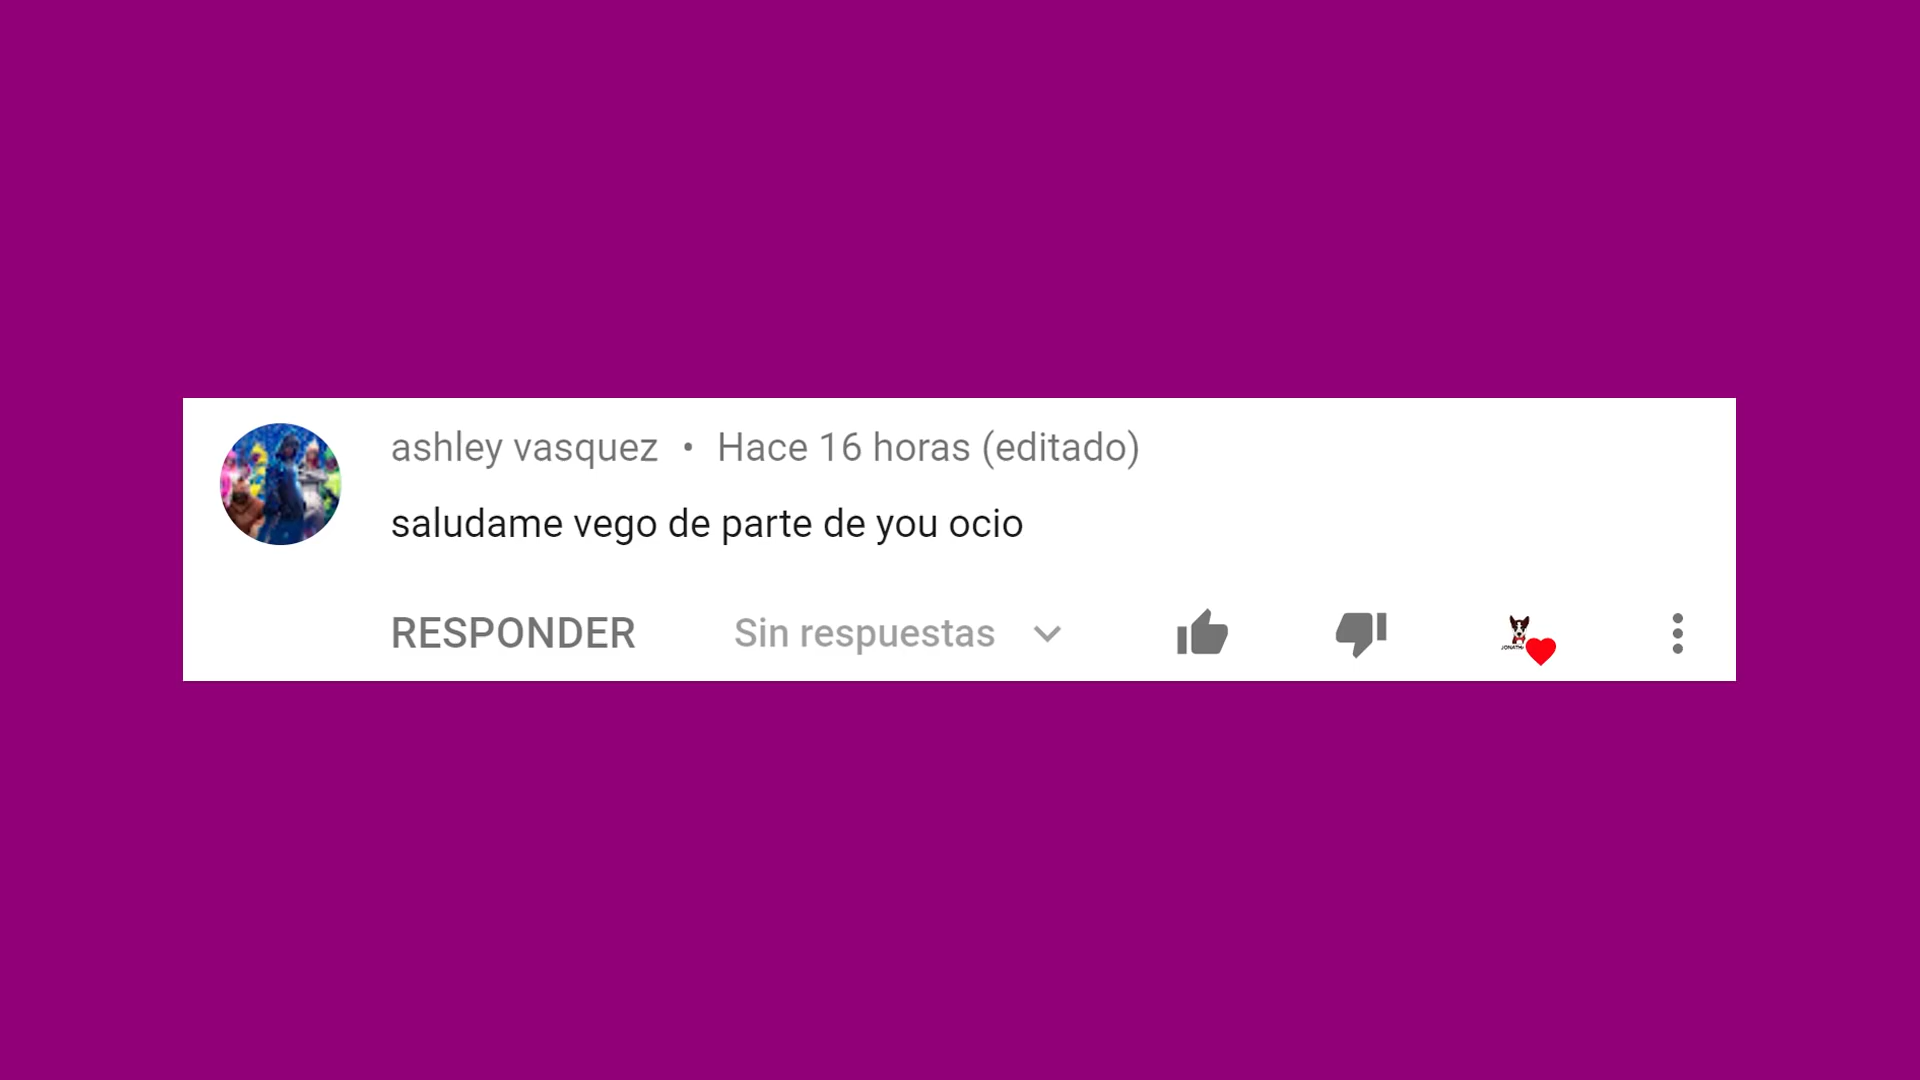 ashley vasquez • Hace 16 horas (editado)
saludame vego de parte de you ocio
RESPONDER Sin respuestas